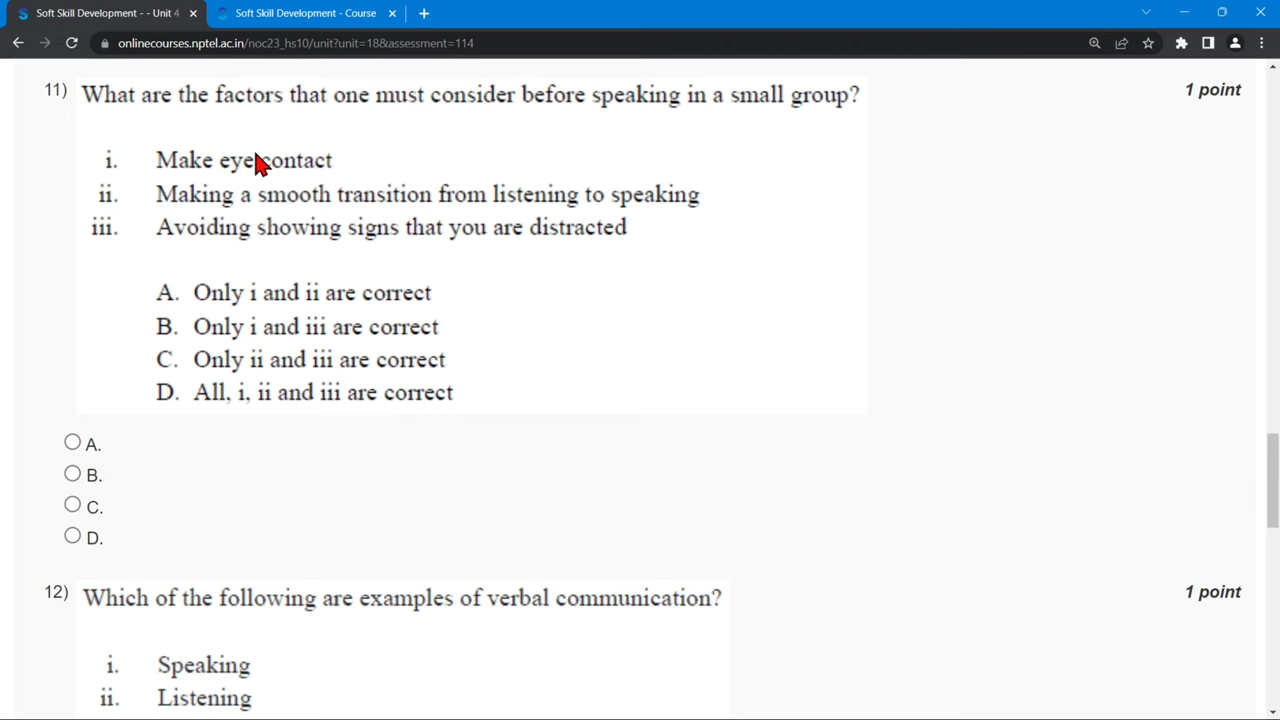 Soft Skill Development - - Unit 4
Soft Skill Development - Course
onlinecourses.nptel.ac.in/noc23_hs10/unit?unit=18&assessment=114
11) What are the factors that one must consider before speaking in a small group? 1 point
i. Make eye contact
ii. Making a smooth transition from listening to speaking
iii. Avoiding showing signs that you are distracted
A. Only i and ii are correct
B. Only i and iii are correct
C. Only ii and iii are correct
D. All, i, ii and iii are correct
A.
B.
C.
D.
12) Which of the following are examples of verbal communication? 1 point
i. Speaking
ii. Listening